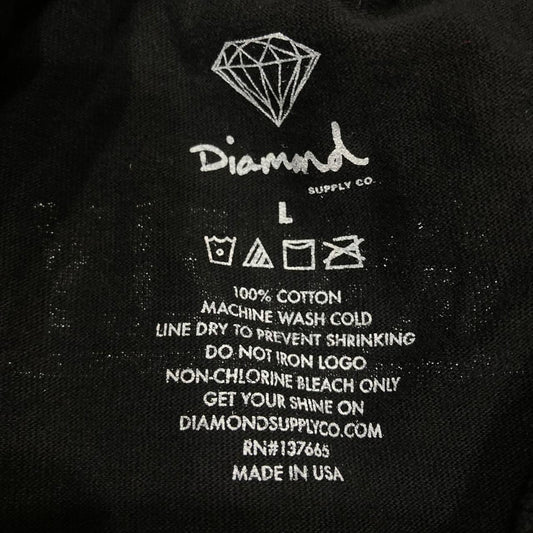 Diamond
SUPPLY CO.
L
100% COTTON
MACHINE WASH COLD
LINE DRY TO PREVENT SHRINKING
DO NOT IRON LOGO
NON-CHLORINE BLEACH ONLY
GET YOUR SHINE ON
DIAMONDSUPPLYCO.COM
RN#137665
MADE IN USA